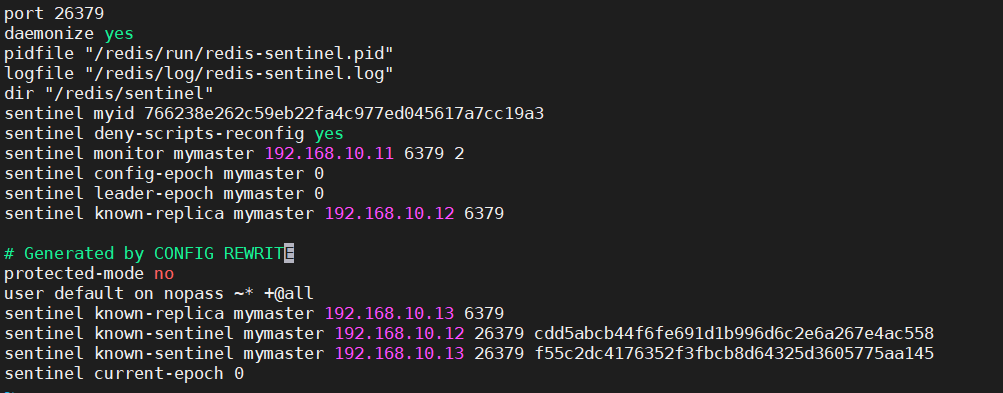 port 26379
daemonize yes
pidfile "/redis/run/redis-sentinel.pid"
logfile "/redis/log/redis-sentinel.log"
dir "/redis/sentinel"
sentinel myid 766238e262c59eb22fa4c977ed045617a7cc19a3
sentinel deny-scripts-reconfig yes
sentinel monitor mymaster 192.168.10.11 6379 2
sentinel config-epoch mymaster 0
sentinel leader-epoch mymaster 0
sentinel known-replica mymaster 192.168.10.12 6379
# Generated by CONFIG REWRITE
protected-mode no
user default on nopass ~* +@all
sentinel known-replica mymaster 192.168.10.13 6379
sentinel known-sentinel mymaster 192.168.10.12 26379 cdd5abcb44f6fe691d1b996d6c2e6a267e4ac558
sentinel known-sentinel mymaster 192.168.10.13 26379 f55c2dc4176352f3fbcb8d64325d3605775aa145
sentinel current-epoch 0